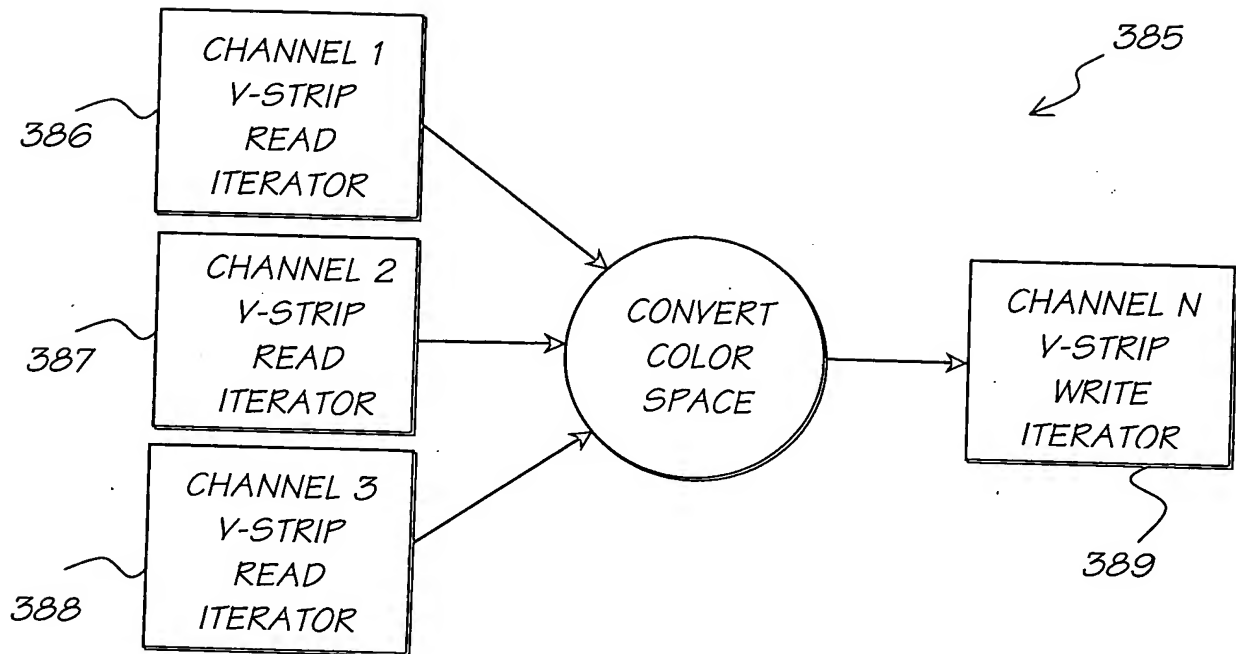 385
CHANNEL 1
V-STRIP
READ
ITERATOR
386
CHANNEL 2
V-STRIP
READ
ITERATOR
387
CHANNEL 3
V-STRIP
READ
ITERATOR
388
CONVERT
COLOR
SPACE
CHANNEL N
V-STRIP
WRITE
ITERATOR
389